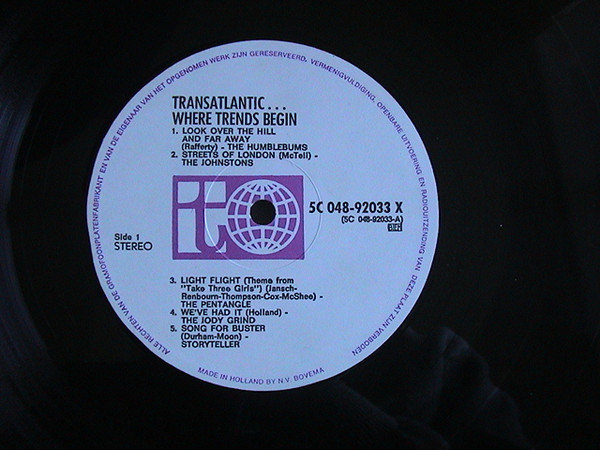 ALLE RECHTEN VAN DE GRAMOFOONPLATENFABRIKANT EN VAN DE EIGENAAR VAN HET OPGENOMEN WERK ZIJN GERESERVEERD. VERMENIGVULDIGING, OPENBARE UITVOERING EN RADIOUITZENDING VAN DEZE PLAAT ZIJN VERBODEN
TRANSATLANTIC...
WHERE TRENDS BEGIN
1. LOOK OVER THE HILL
AND FAR AWAY
(Rafferty) - THE HUMBLEBUMS
2. STREETS OF LONDON (McTell) -
THE JOHNSTONS
it
5C 048-92033 X
(5C 048-92033-A)
Side 1
STEREO
3. LIGHT FLIGHT (Theme from
"Take Three Girls") (Jansch-
Renbourn-Thompson-Cox-McShee) -
THE PENTANGLE
4. WE'VE HAD IT (Holland) -
THE JODY GRIND
5. SONG FOR BUSTER
(Durham-Moon) -
STORYTELLER
MADE IN HOLLAND BY N.V. BOVEMA